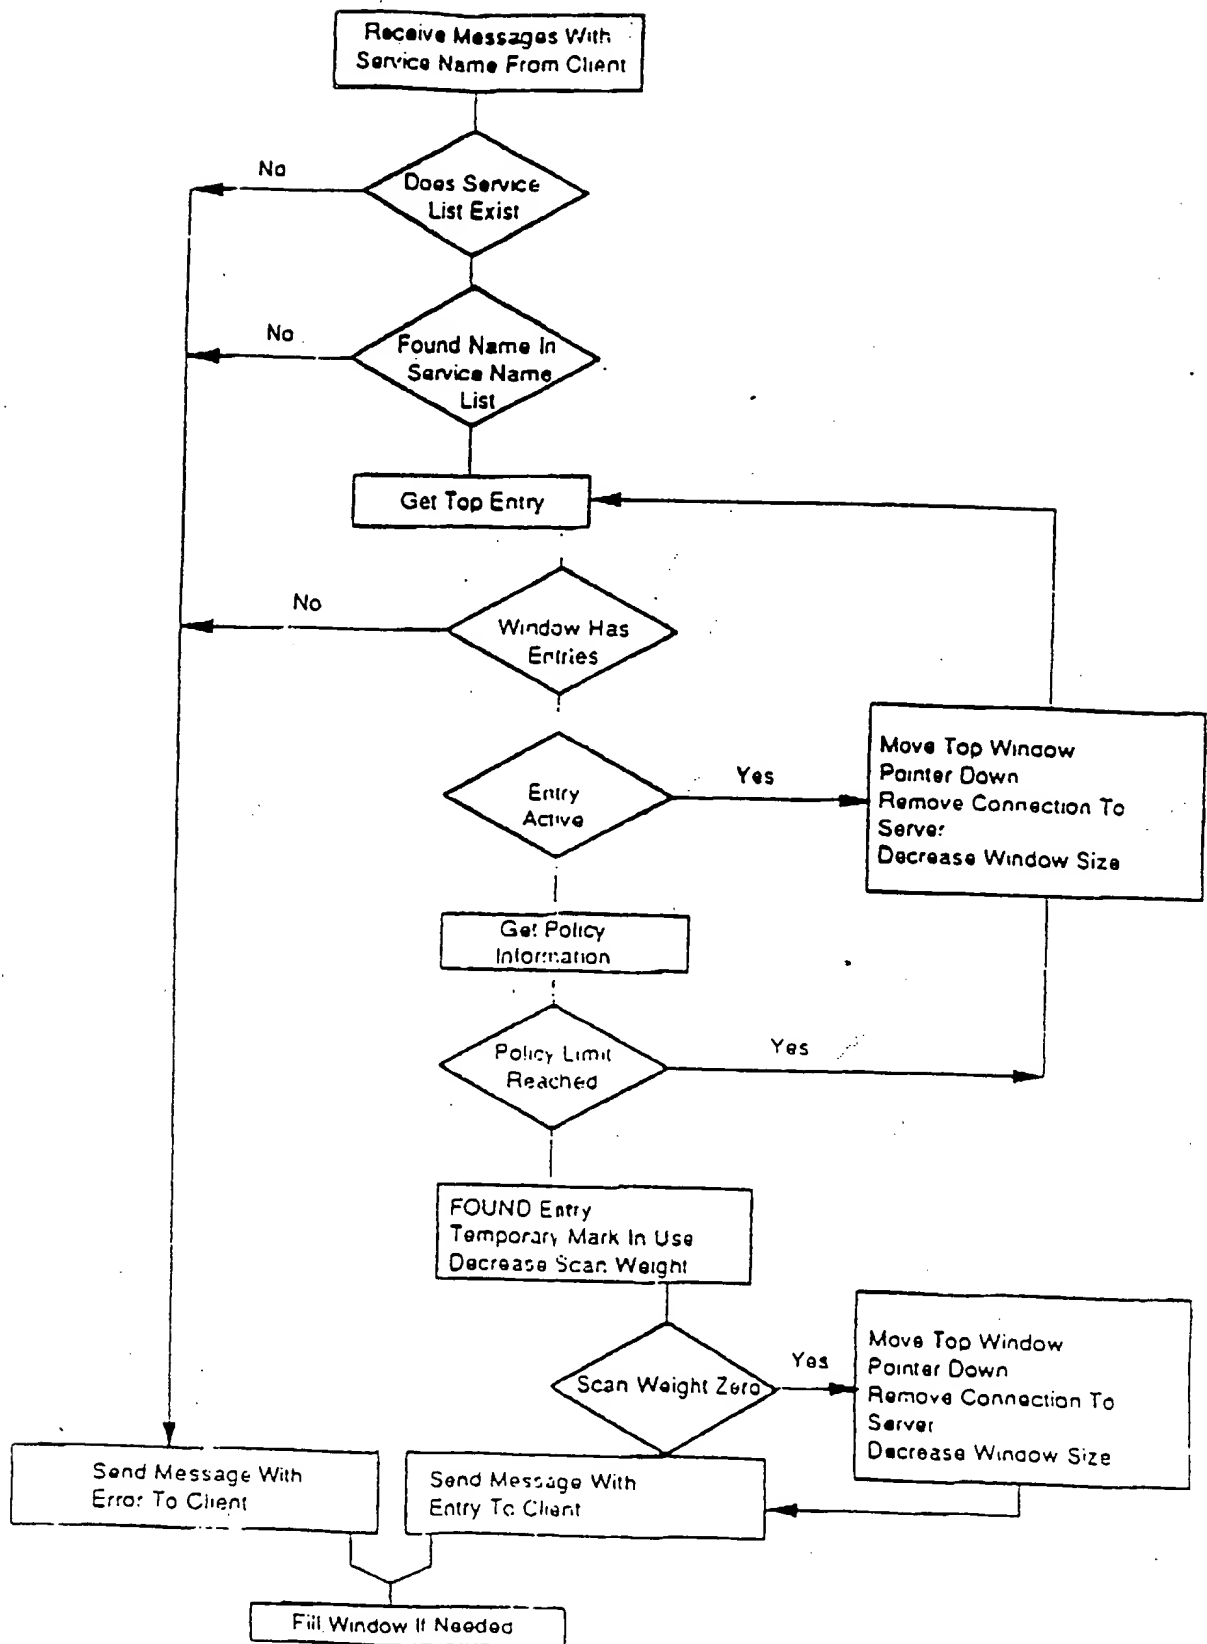 Receive Messages With
Service Name From Client
No
Does Service
List Exist
No
Found Name In
Service Name
List
Get Top Entry
No
Window Has
Entries
Move Top Window
Pointer Down
Remove Connection To
Server
Decrease Window Size
Yes
Entry
Active
Get Policy
Information
Policy Limit
Reached
Yes
FOUND Entry
Temporary Mark In Use
Decrease Scan Weight
Scan Weight Zero
Yes
Move Top Window
Pointer Down
Remove Connection To
Server
Decrease Window Size
Send Message With
Error To Client
Send Message With
Entry To Client
Fill Window If Needed